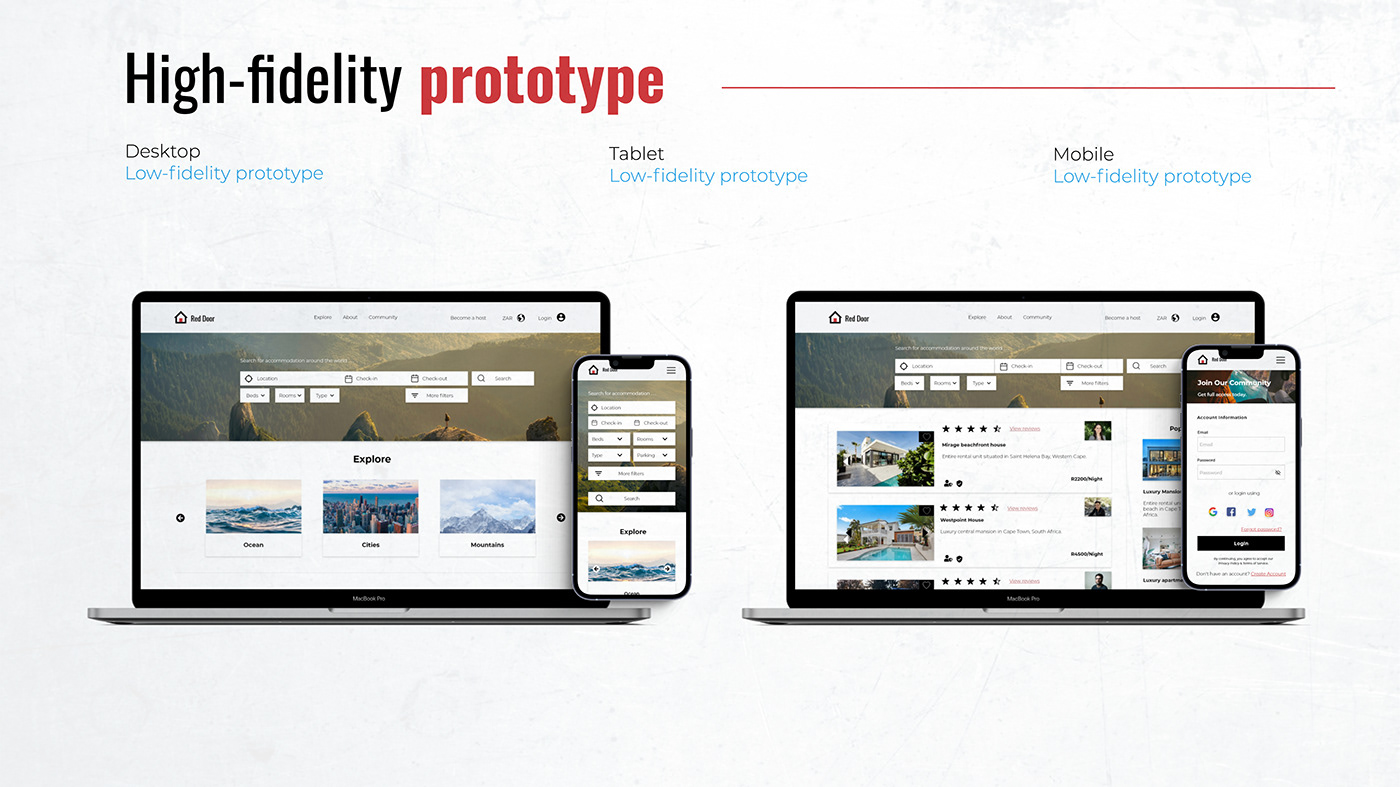 High-fidelity prototype
Desktop
Low-fidelity prototype
Tablet
Low-fidelity prototype
Mobile
Low-fidelity prototype
Red Door
Explore About Community
Become a host ZAR Login
Search for accommodation around the world
Location Check-in Check-out Search
Beds Rooms Type More filters
Explore
Ocean Cities Mountains
MacBook Pro
Red Door
Search for accommodation
Location
Check-in Check-out
Beds Rooms
Type Parking
More filters
Search
Explore
Ocean
Red Door
Explore About Community
Become a host ZAR Login
Search for accommodation around the world
Location Check-in Check-out Search
Beds Rooms Type More filters
View reviews
Mirage beachfront house
Entire rental unit situated in Saint Helena Bay, Western Cape.
R2200/Night
View reviews
Westpoint House
Luxury central mansion in Cape Town, South Africa.
R4500/Night
View reviews
Pop
Luxury Mansion
Entire rental un
beach in Cape T
Africa.
Luxury apartme
MacBook Pro
Red
Join Our Community
Get full access today.
Account Information
Email
Email
Password
Password
or login using
Forgot password?
Login
By continuing, you agree to accept our
Privacy Policy & Terms of Service
Don't have an account? Create Account